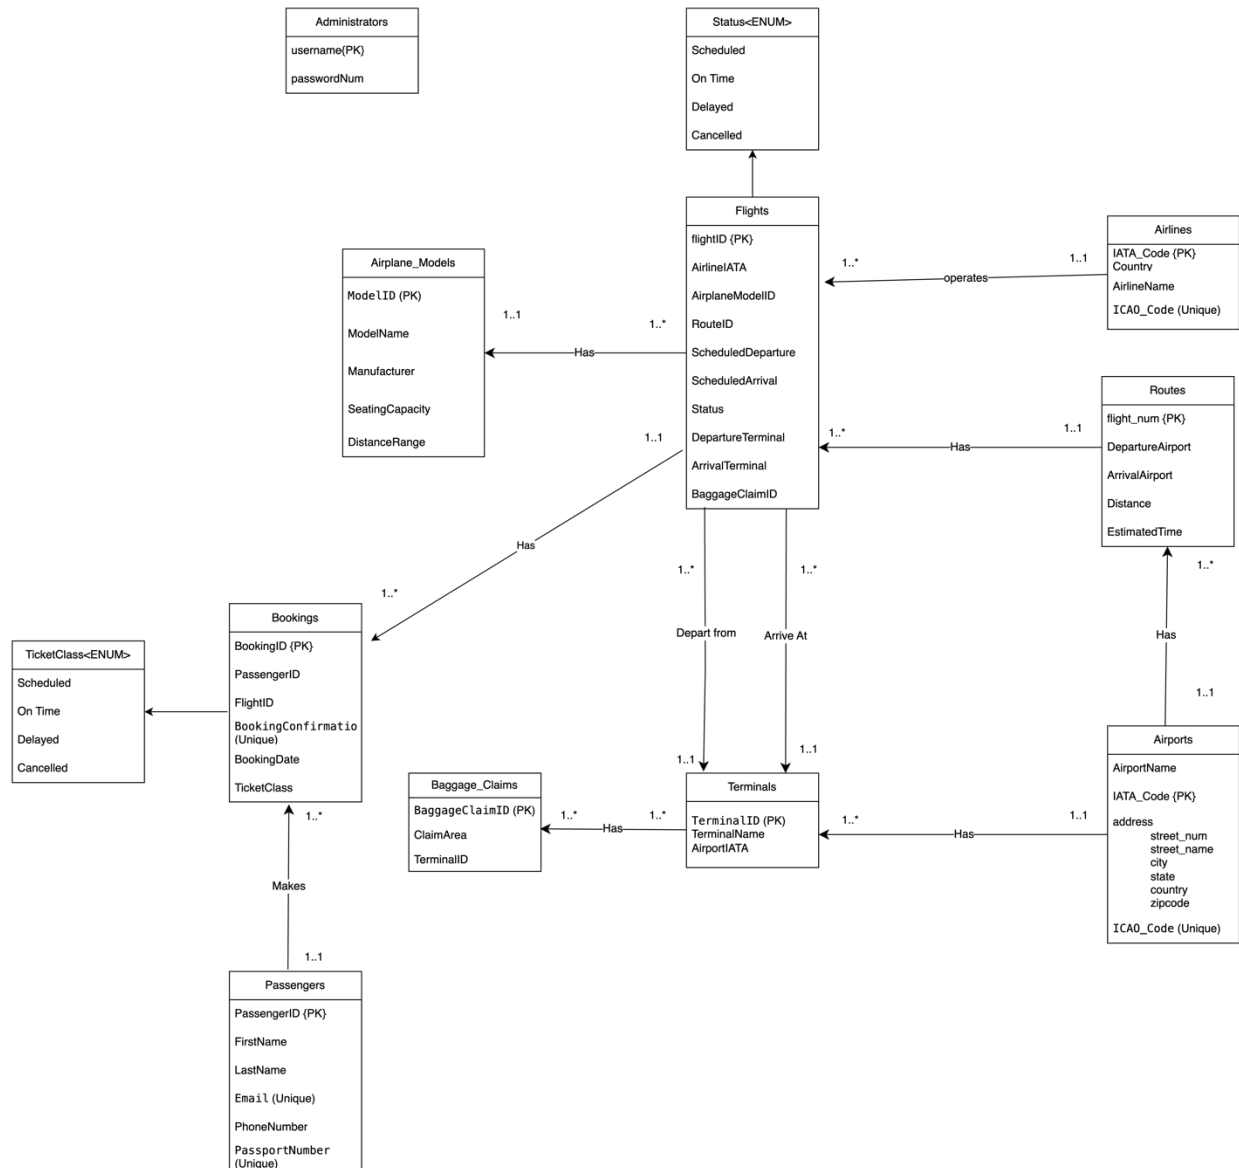 Administrators
username{PK}
passwordNum
Status<ENUM>
Scheduled
On Time
Delayed
Cancelled
Flights
flightID {PK}
AirlineIATA
AirplaneModelID
RouteID
ScheduledDeparture
ScheduledArrival
Status
DepartureTerminal
ArrivalTerminal
BaggageClaimID
Airlines
IATA_Code {PK}
Country
AirlineName
ICAO_Code (Unique)
1..*
operates
1..1
Airplane_Models
ModelID (PK)
ModelName
Manufacturer
SeatingCapacity
DistanceRange
1..1
Has
1..*
Routes
flight_num {PK}
DepartureAirport
ArrivalAirport
Distance
EstimatedTime
1..*
Has
1..1
1..1
Has
1..*
1..*
Depart from
1..1
1..*
Arrive At
1..1
1..*
Has
1..1
Bookings
BookingID {PK}
PassengerID
FlightID
BookingConfirmatio
(Unique)
BookingDate
TicketClass
TicketClass<ENUM>
Scheduled
On Time
Delayed
Cancelled
Airports
AirportName
IATA_Code {PK}
address
street_num
street_name
city
state
country
zipcode
ICAO_Code (Unique)
Baggage_Claims
BaggageClaimID (PK)
ClaimArea
TerminalID
1..*
Has
1..*
Terminals
TerminalID (PK)
TerminalName
AirportIATA
1..*
Has
1..1
1..*
Makes
1..1
Passengers
PassengerID {PK}
FirstName
LastName
Email (Unique)
PhoneNumber
PassportNumber
(Unique)